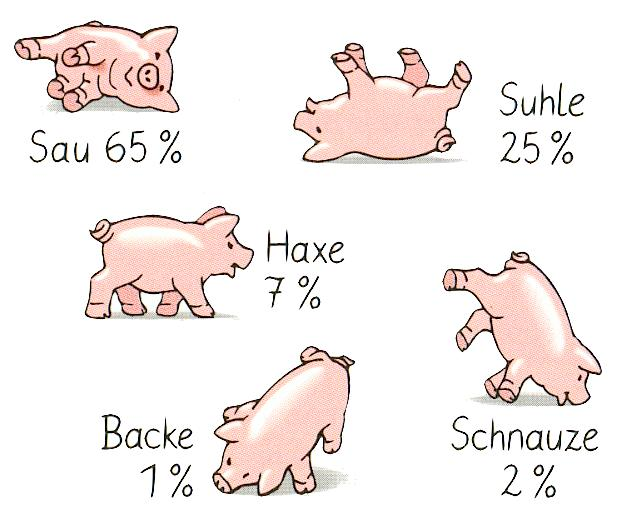 Sau 65 %
Suhle
25 %
Haxe
7 %
Backe
1 %
Schnauze
2 %